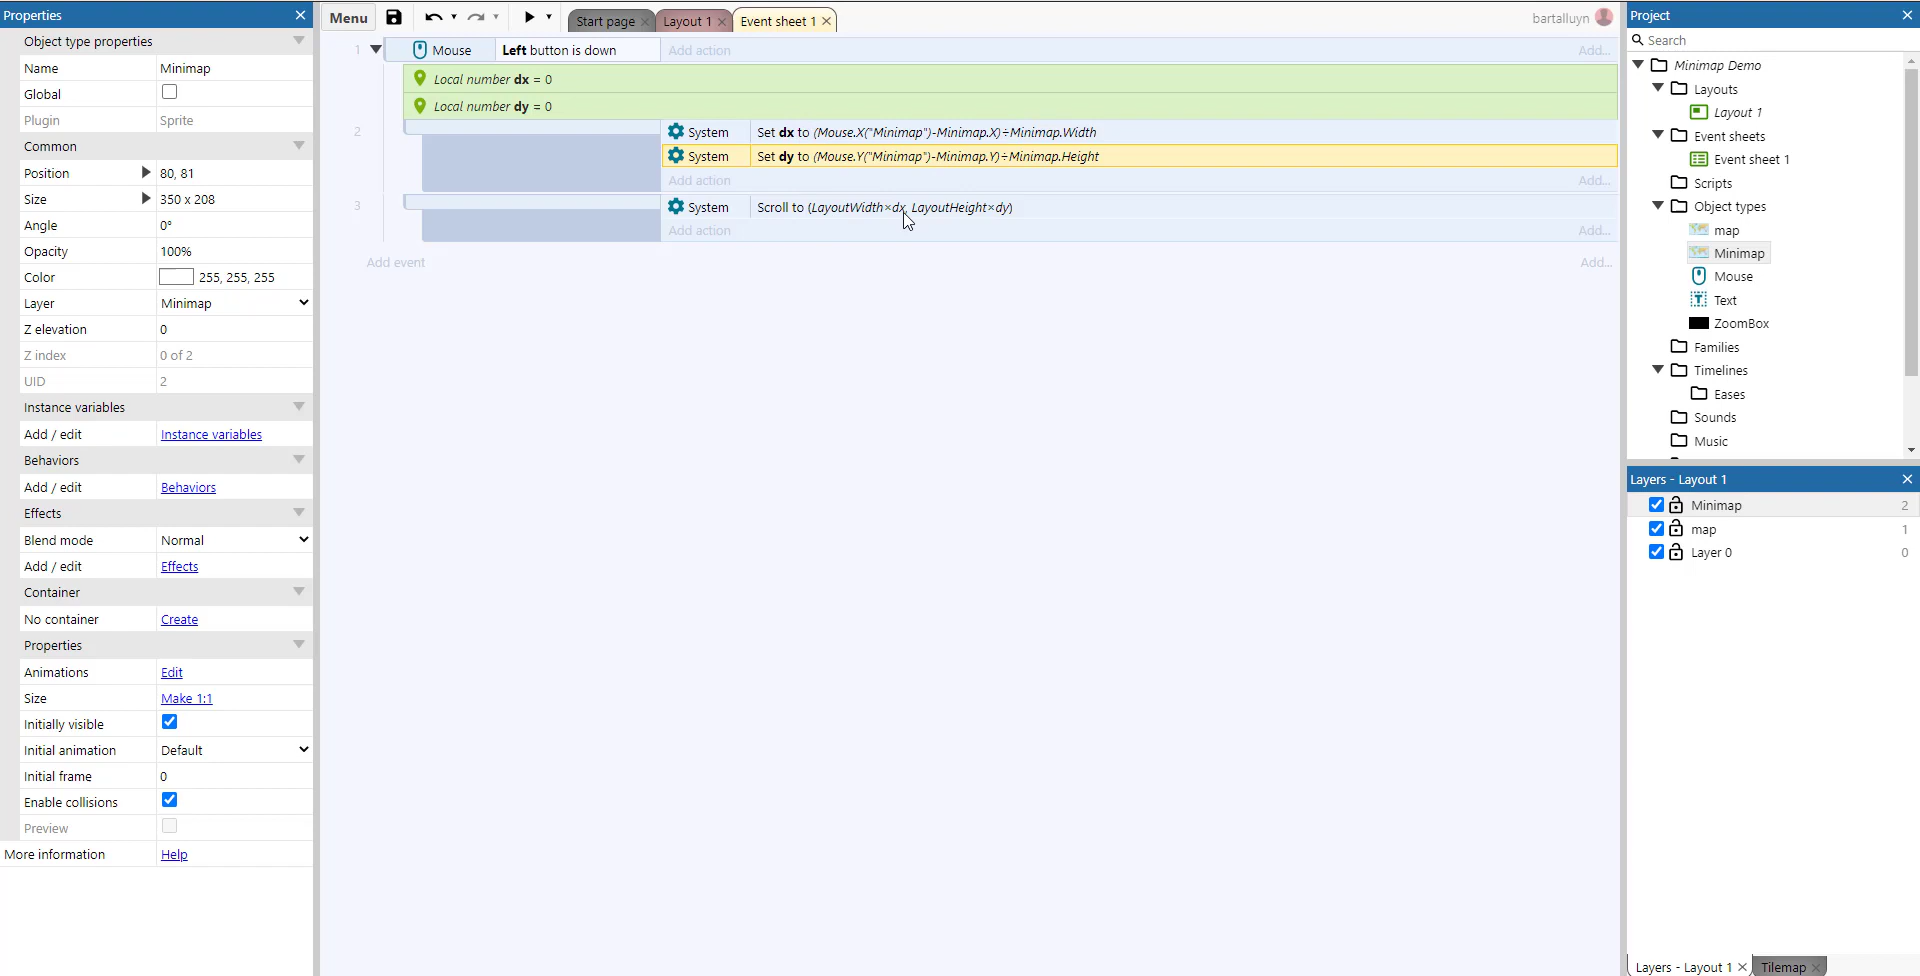 Properties
Object type properties
Name Minimap
Global
Plugin Sprite
Common
Position 80, 81
Size 350 x 208
Angle 0°
Opacity 100%
Color 255, 255, 255
Layer Minimap
Z elevation 0
Z index 0 of 2
UID 2
Instance variables
Add / edit Instance variables
Behaviors
Add / edit Behaviors
Effects
Blend mode Normal
Add / edit Effects
Container
No container Create
Properties
Animations Edit
Size Make 1:1
Initially visible
Initial animation Default
Initial frame 0
Enable collisions
Preview
More information Help
Menu Start page Layout 1 Event sheet 1 bartalluyn
1 Mouse Left button is down Add action Add...
Local number dx = 0
Local number dy = 0
2 System Set dx to (Mouse.X("Minimap")-Minimap.X)÷Minimap.Width
System Set dy to (Mouse.Y("Minimap")-Minimap.Y)÷Minimap.Height
Add action Add...
3 System Scroll to (LayoutWidth×dx, LayoutHeight×dy)
Add action Add...
Add event Add...
Project
Search
Minimap Demo
Layouts
Layout 1
Event sheets
Event sheet 1
Scripts
Object types
map
Minimap
Mouse
Text
ZoomBox
Families
Timelines
Eases
Sounds
Music
Layers - Layout 1
Minimap 2
map 1
Layer 0 0
Layers - Layout 1 Tilemap